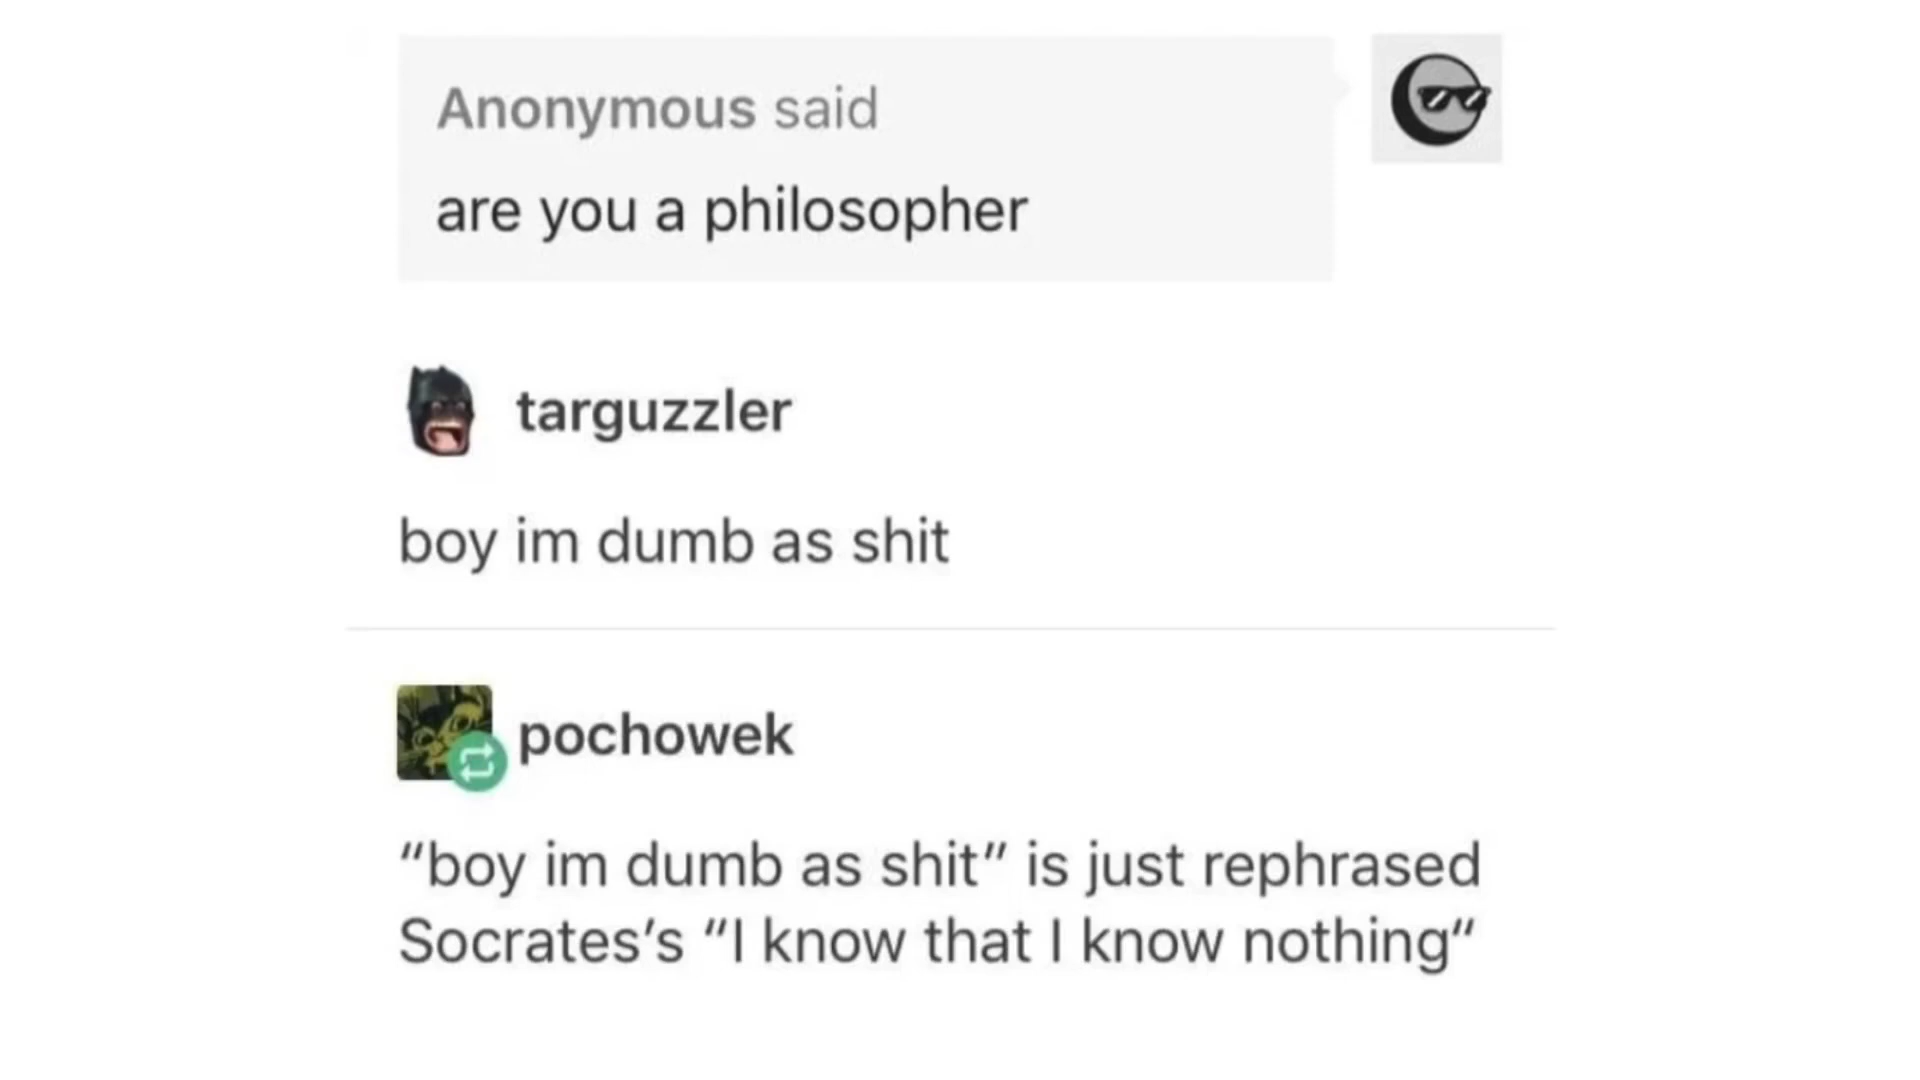 Anonymous said
are you a philosopher
targuzzler
boy im dumb as shit
pochowek
“boy im dumb as shit” is just rephrased
Socrates’s “I know that I know nothing“